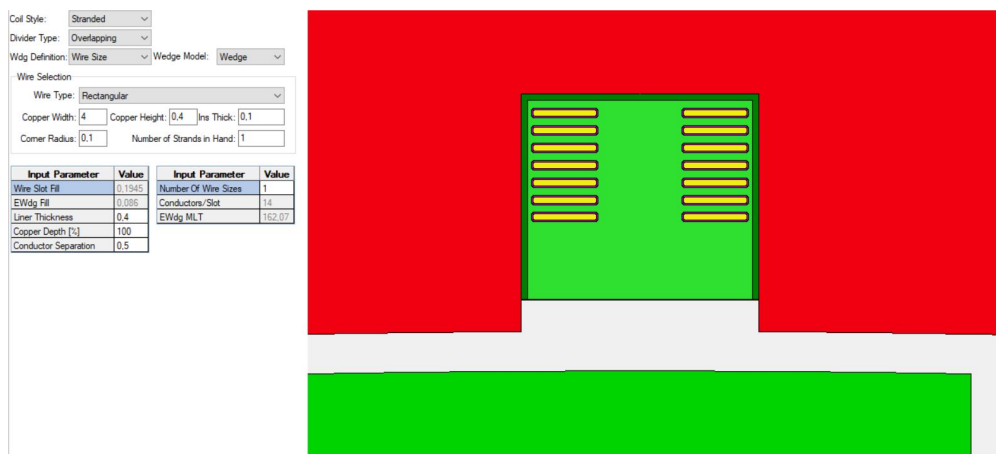 Coil Style: Stranded
Divider Type: Overlapping
Wdg Definition: Wire Size Wedge Model: Wedge
Wire Selection
Wire Type: Rectangular
Copper Width: 4 Copper Height: 0,4 Ins Thick: 0,1
Corner Radius: 0,1 Number of Strands in Hand: 1
Input Parameter Value Input Parameter Value
Wire Slot Fill 0,1945 Number Of Wire Sizes 1
EWdg Fill 0,086 Conductors/Slot 14
Liner Thickness 0,4 EWdg MLT 162,07
Copper Depth [%] 100
Conductor Separation 0,5